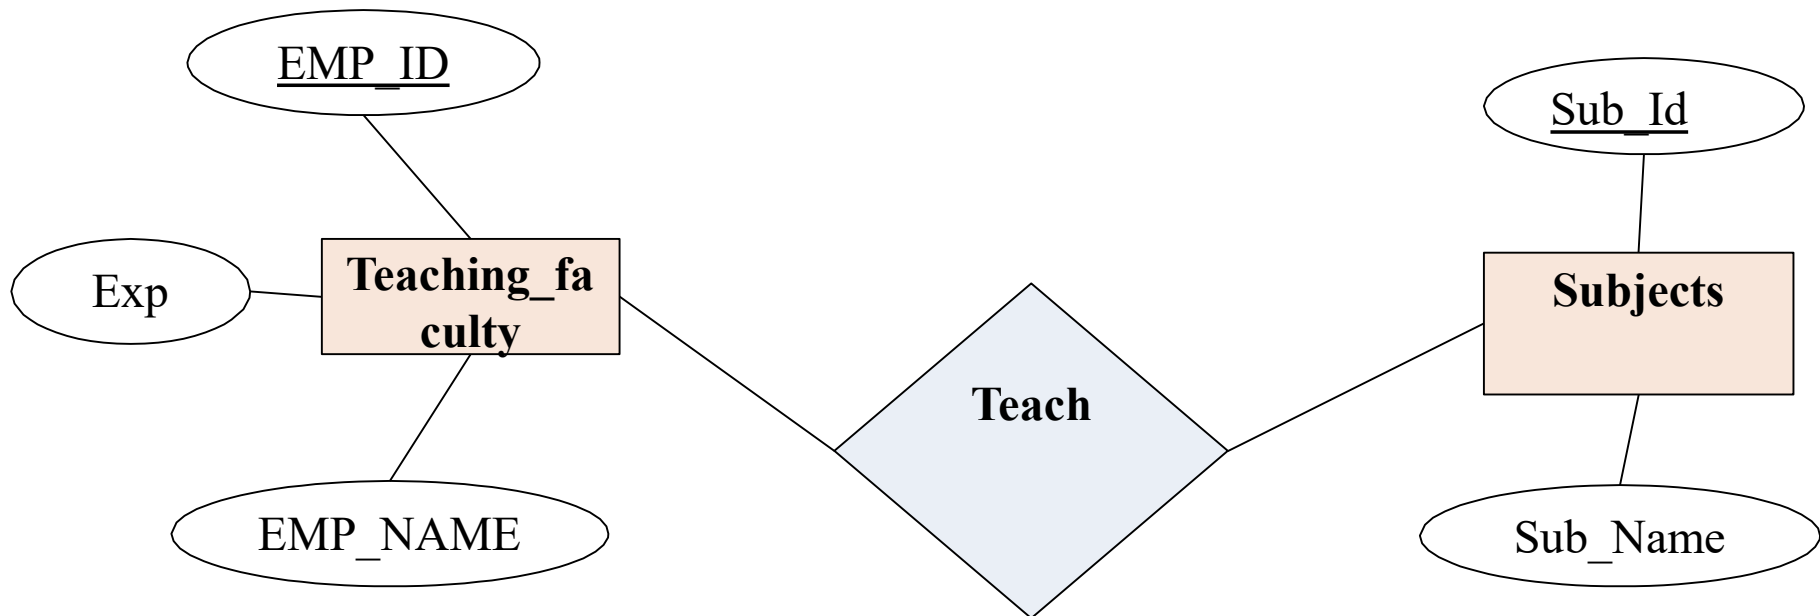 EMP_ID
Sub_Id
Exp
Teaching_fa
culty
Subjects
Teach
EMP_NAME
Sub_Name